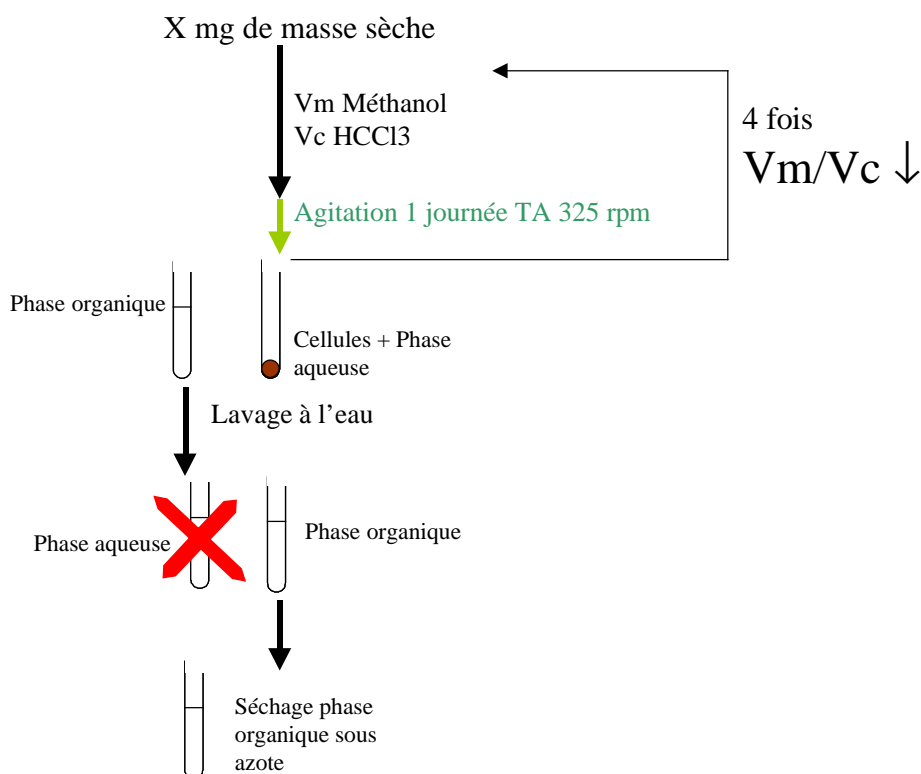 X mg de masse sèche
Vm Méthanol
Vc HCCl3
4 fois
Vm/Vc ↓
Agitation 1 journée TA 325 rpm
Phase organique
Cellules + Phase
aqueuse
Lavage à l'eau
Phase aqueuse
Phase organique
Séchage phase
organique sous
azote